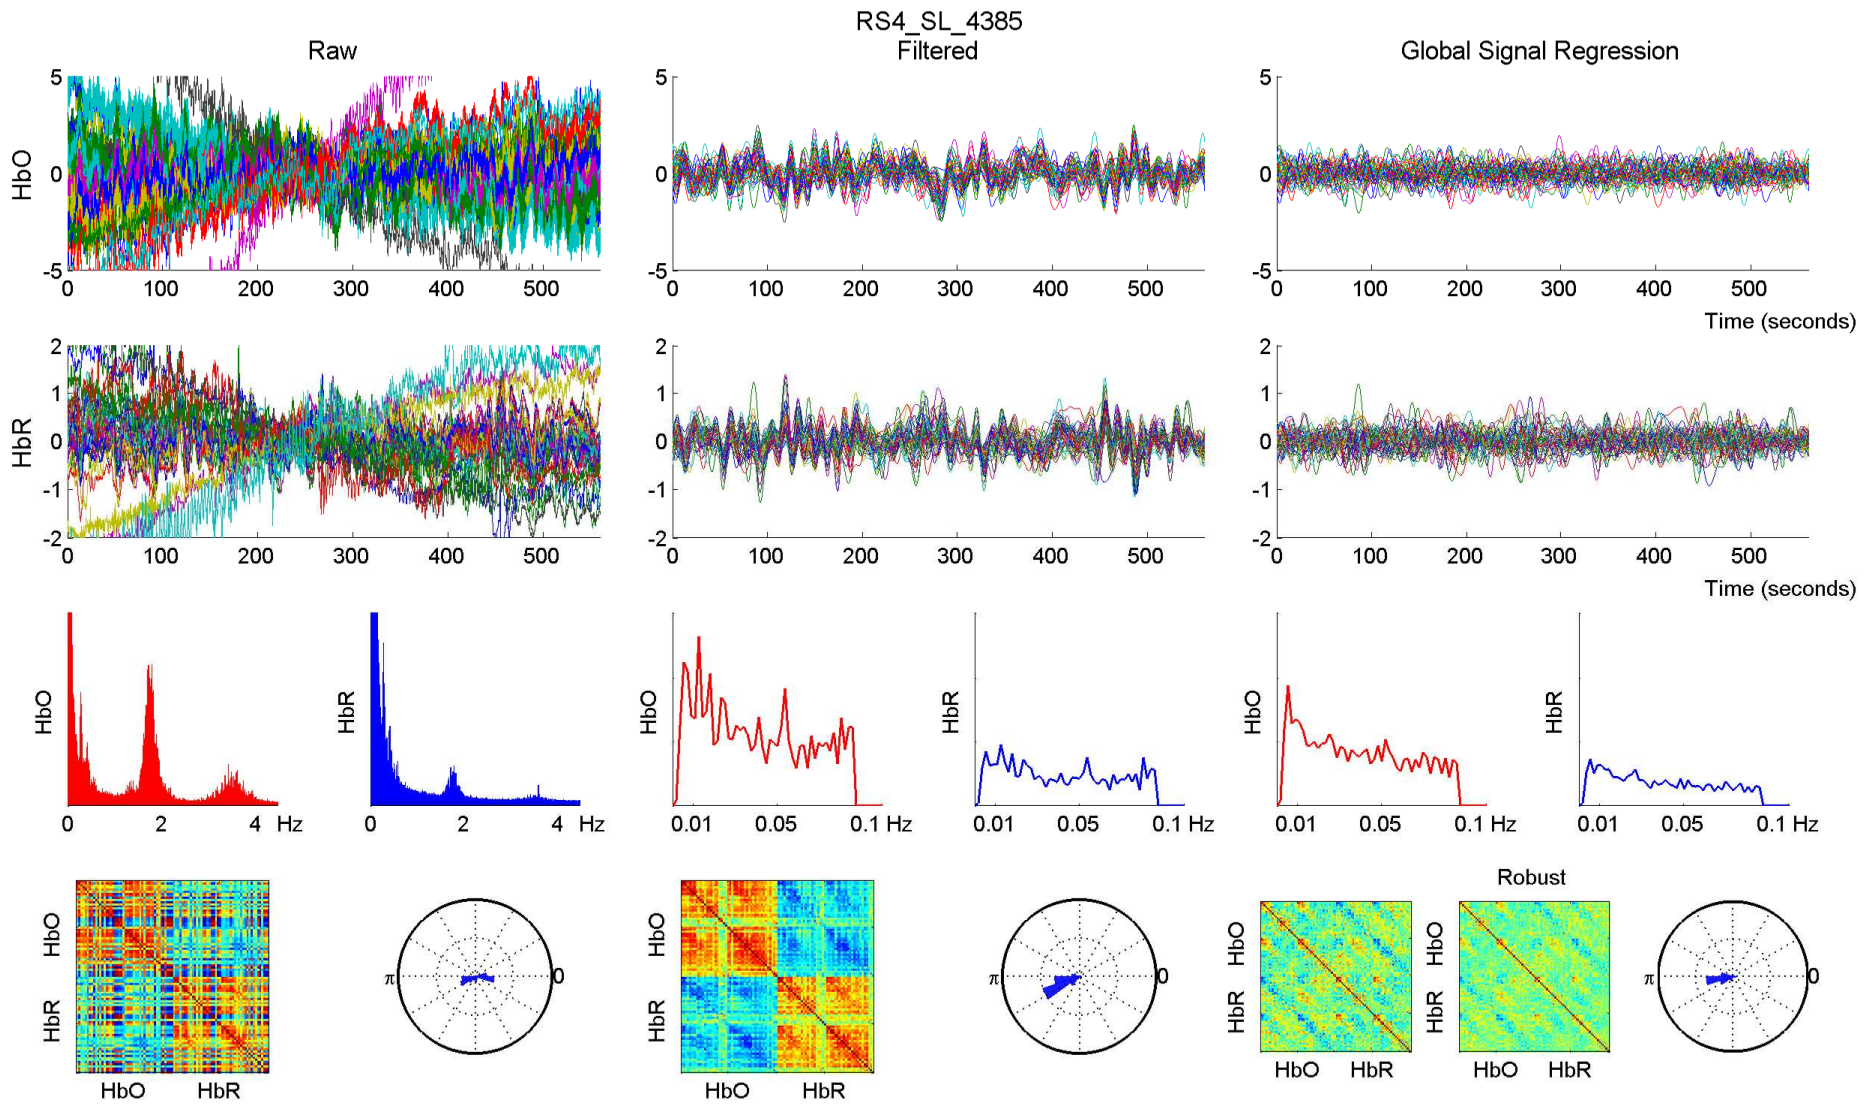 RS4_SL_4385
Raw
Filtered
Global Signal Regression
HbO
5
0
-5
0 100 200 300 400 500
5
0
-5
0 100 200 300 400 500
5
0
-5
0 100 200 300 400 500
Time (seconds)
HbR
2
1
0
-1
-2
0 100 200 300 400 500
2
1
0
-1
-2
0 100 200 300 400 500
2
1
0
-1
-2
0 100 200 300 400 500
Time (seconds)
HbO
0 2 4 Hz
HbR
0 2 4 Hz
HbO
0.01 0.05 0.1 Hz
HbR
0.01 0.05 0.1 Hz
HbO
0.01 0.05 0.1 Hz
HbR
0.01 0.05 0.1 Hz
HbO
HbR
HbO HbR
π 0
HbO
HbR
HbO HbR
π 0
HbO
HbR
HbO HbR
Robust
HbO
HbR
HbO HbR
π 0